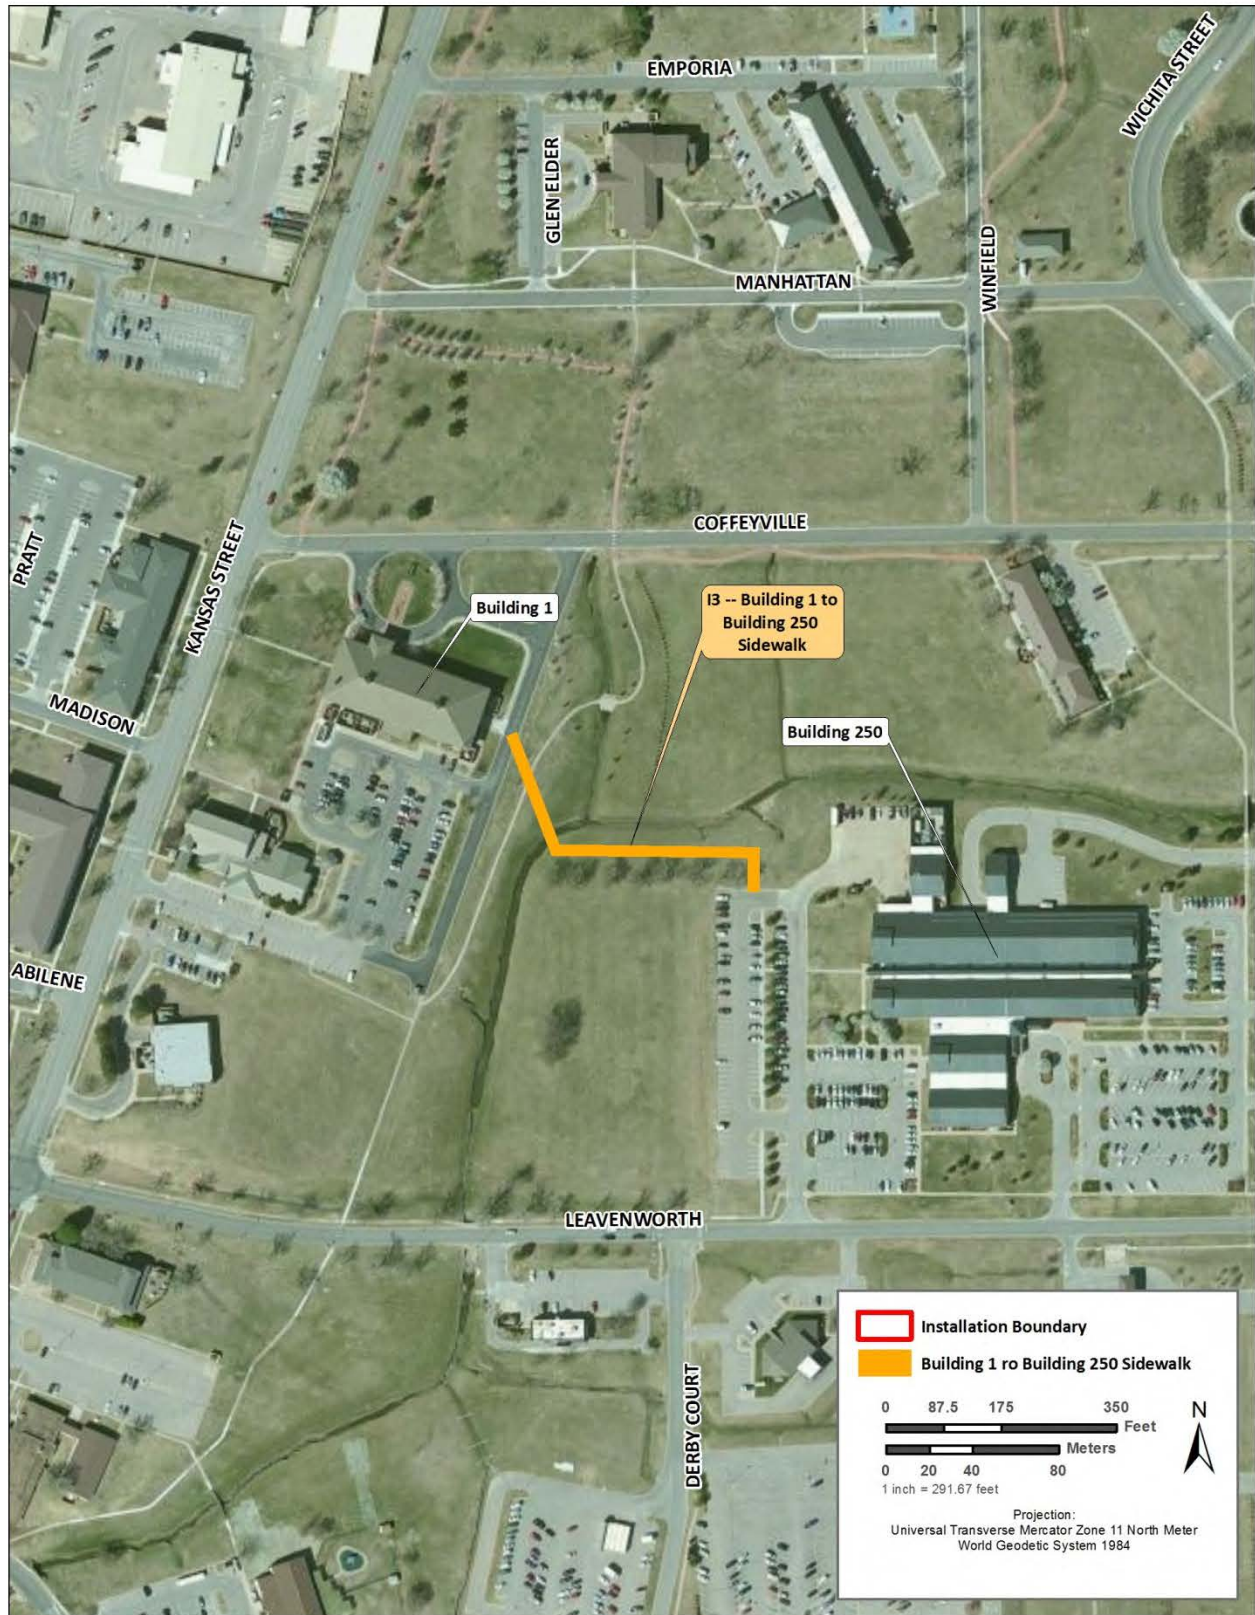 EMPORIA
WICHITA STREET
GLEN ELDER
WINFIELD
MANHATTAN
COFFEYVILLE
PRATT
KANSAS STREET
Building 1
I3 -- Building 1 to
Building 250
Sidewalk
MADISON
Building 250
ABILENE
LEAVENWORTH
DERBY COURT
Installation Boundary
Building 1 ro Building 250 Sidewalk
0 87.5 175 350
Feet
Meters
0 20 40 80
1 inch = 291.67 feet
N
Projection:
Universal Transverse Mercator Zone 11 North Meter
World Geodetic System 1984